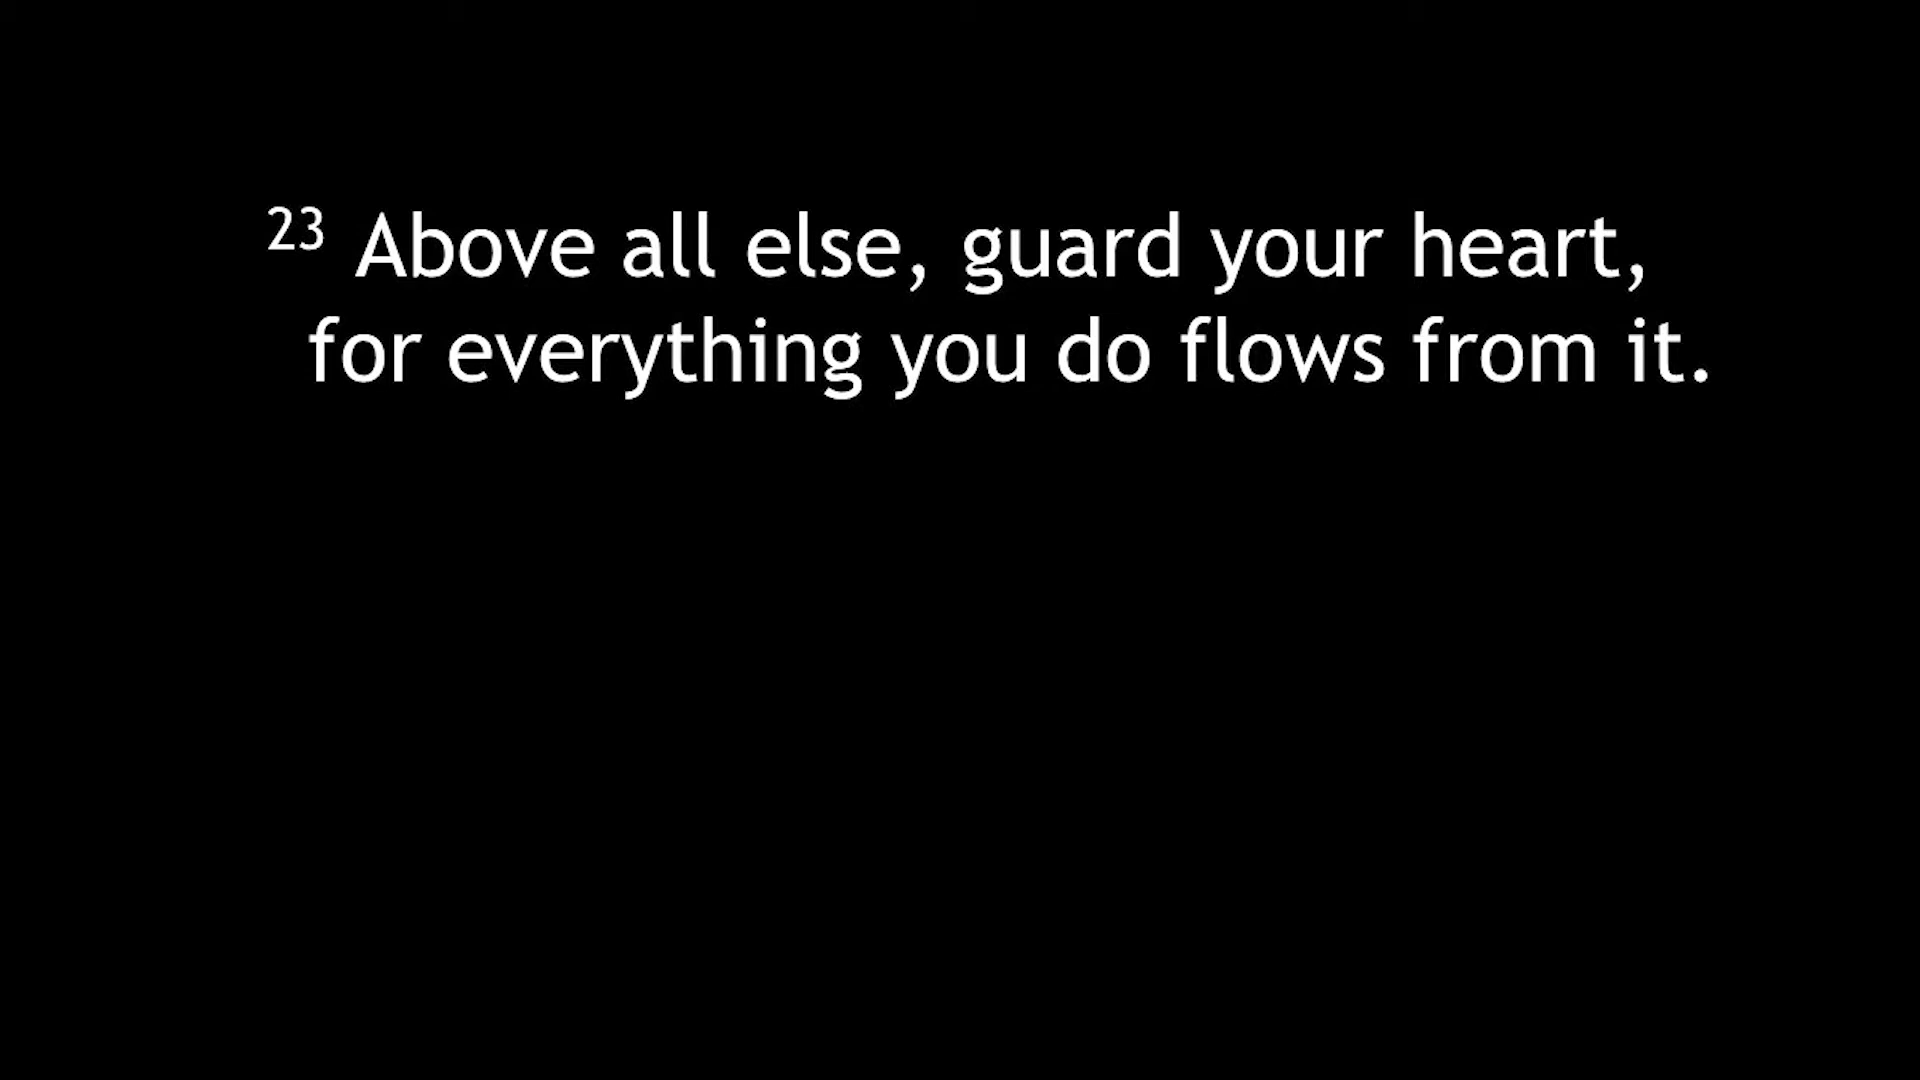 23 Above all else, guard your heart,
for everything you do flows from it.